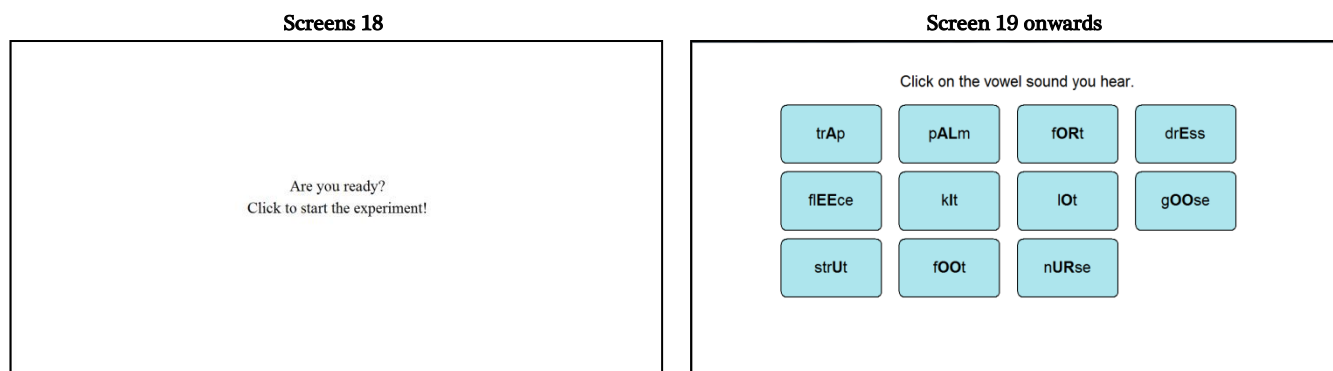 Screens 18
Are you ready?
Click to start the experiment!
Screen 19 onwards
Click on the vowel sound you hear.
trAp pALm fORt drEss
flEEce kIt lOt gOOse
strUt fOOt nURse